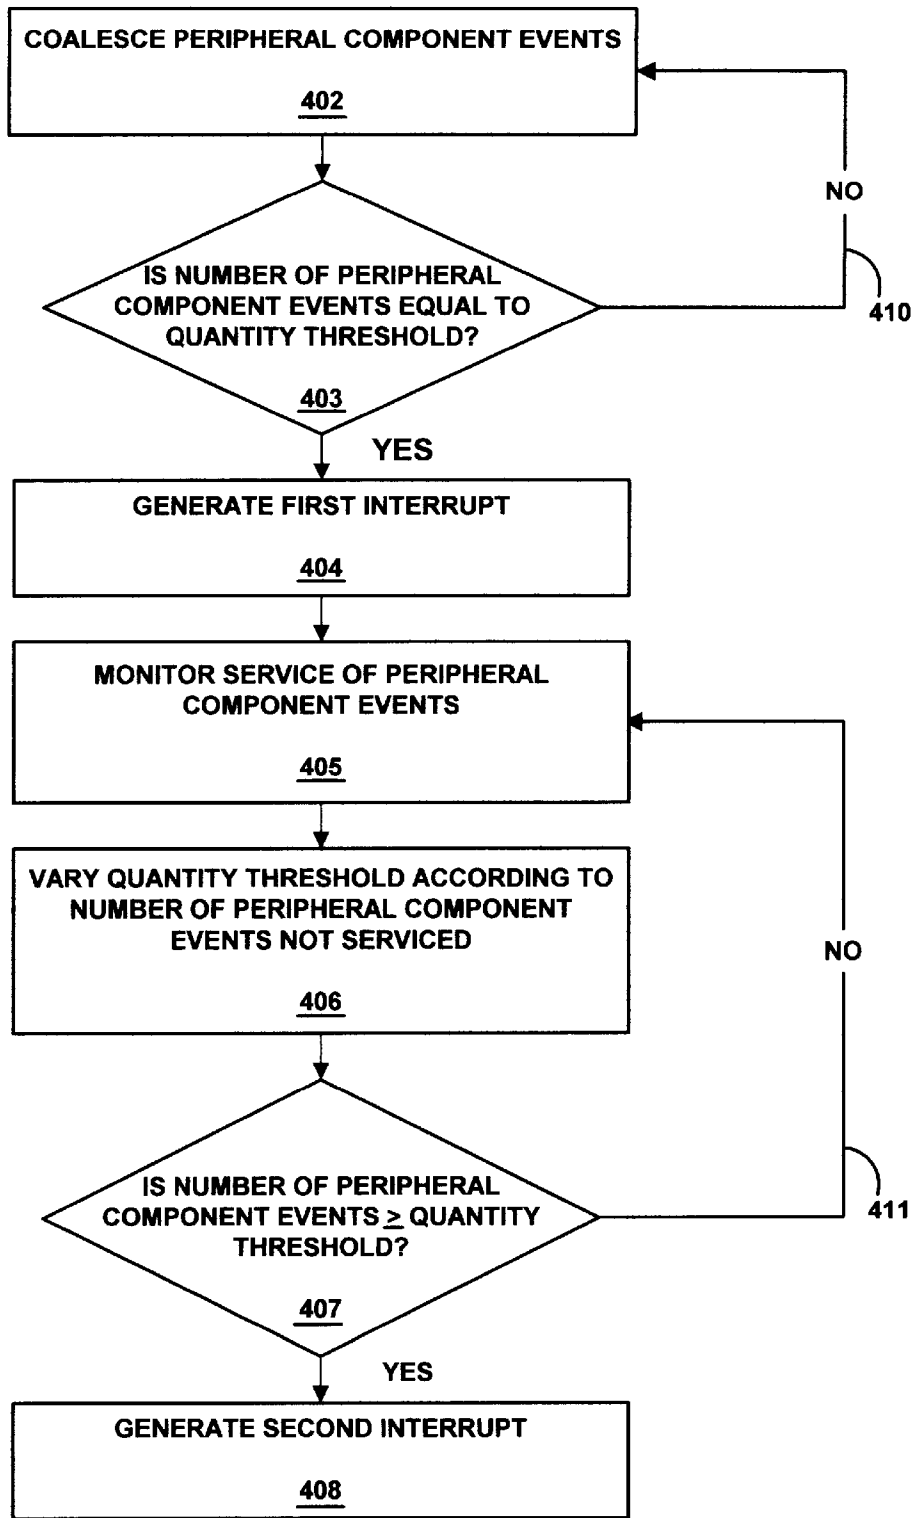 COALESCE PERIPHERAL COMPONENT EVENTS
402
NO
IS NUMBER OF PERIPHERAL
COMPONENT EVENTS EQUAL TO
QUANTITY THRESHOLD?
410
403
YES
GENERATE FIRST INTERRUPT
404
MONITOR SERVICE OF PERIPHERAL
COMPONENT EVENTS
405
VARY QUANTITY THRESHOLD ACCORDING TO
NUMBER OF PERIPHERAL COMPONENT
EVENTS NOT SERVICED
NO
406
IS NUMBER OF PERIPHERAL
COMPONENT EVENTS ≥ QUANTITY
THRESHOLD?
411
407
YES
GENERATE SECOND INTERRUPT
408